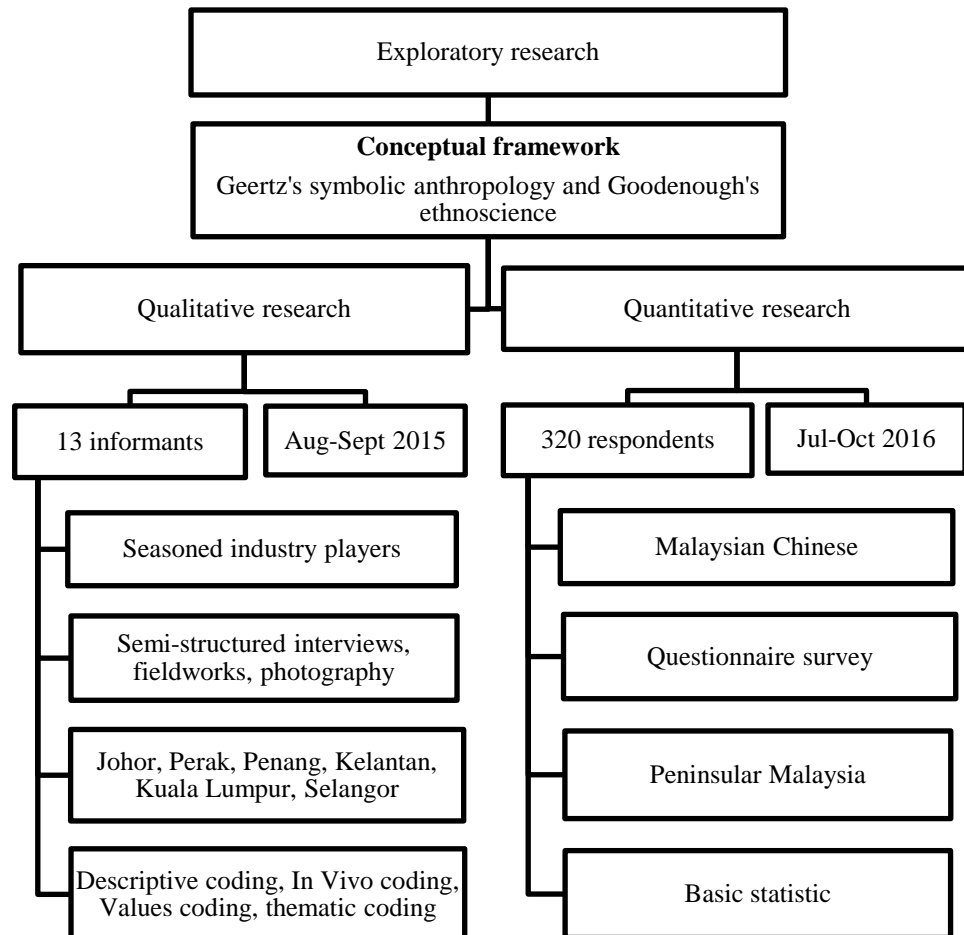 Exploratory research
Conceptual framework
Geertz's symbolic anthropology and Goodenough's
ethnoscience
Qualitative research
Quantitative research
13 informants
Aug-Sept 2015
320 respondents
Jul-Oct 2016
Seasoned industry players
Semi-structured interviews,
fieldworks, photography
Johor, Perak, Penang, Kelantan,
Kuala Lumpur, Selangor
Descriptive coding, In Vivo coding,
Values coding, thematic coding
Malaysian Chinese
Questionnaire survey
Peninsular Malaysia
Basic statistic